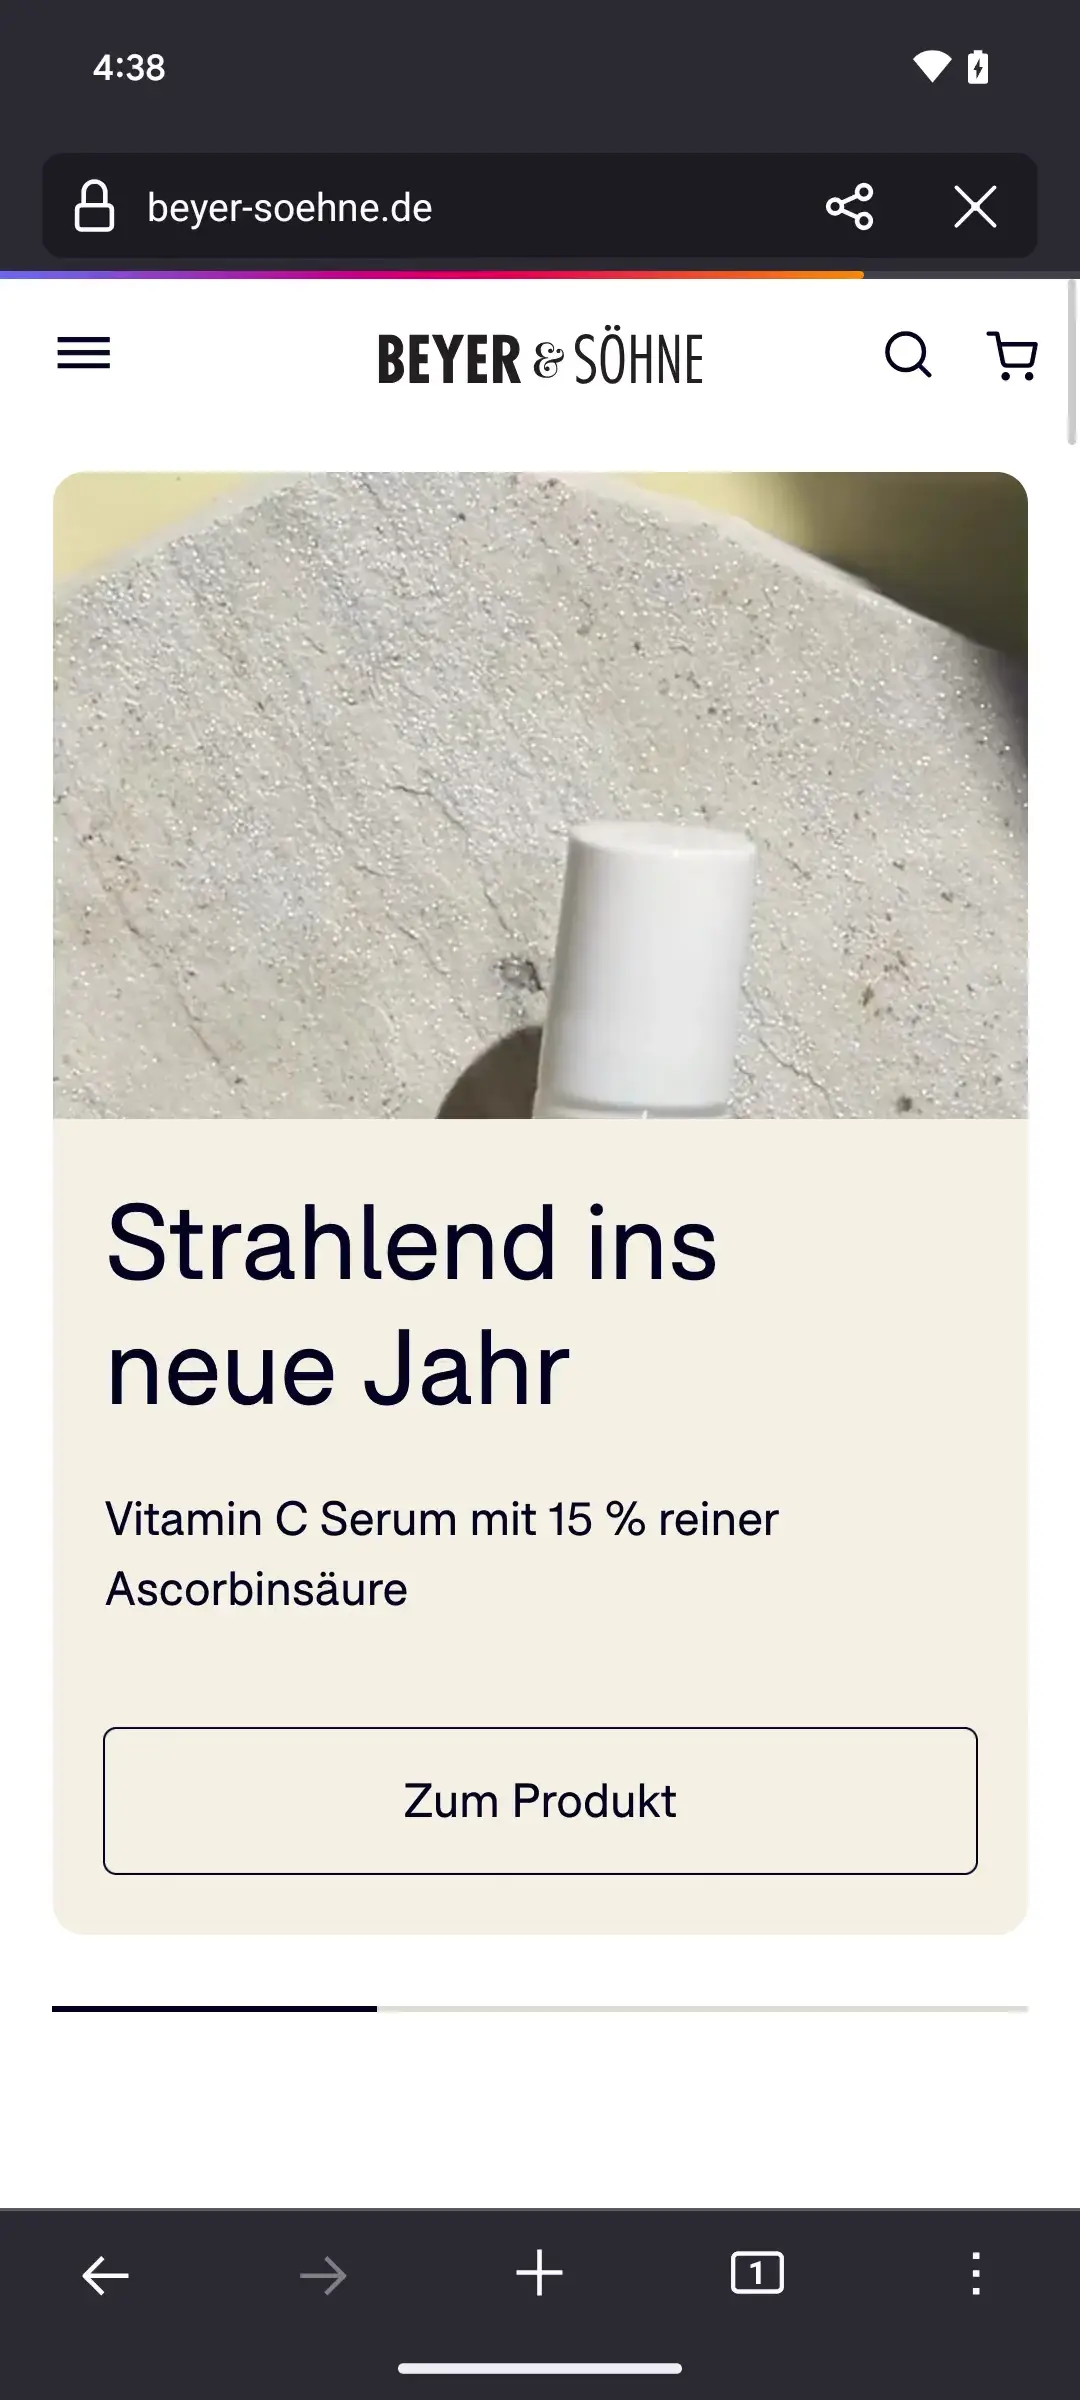 4:38
beyer-soehne.de
BEYER & SÖHNE
Strahlend ins
neue Jahr
Vitamin C Serum mit 15 % reiner
Ascorbinsäure
Zum Produkt
1